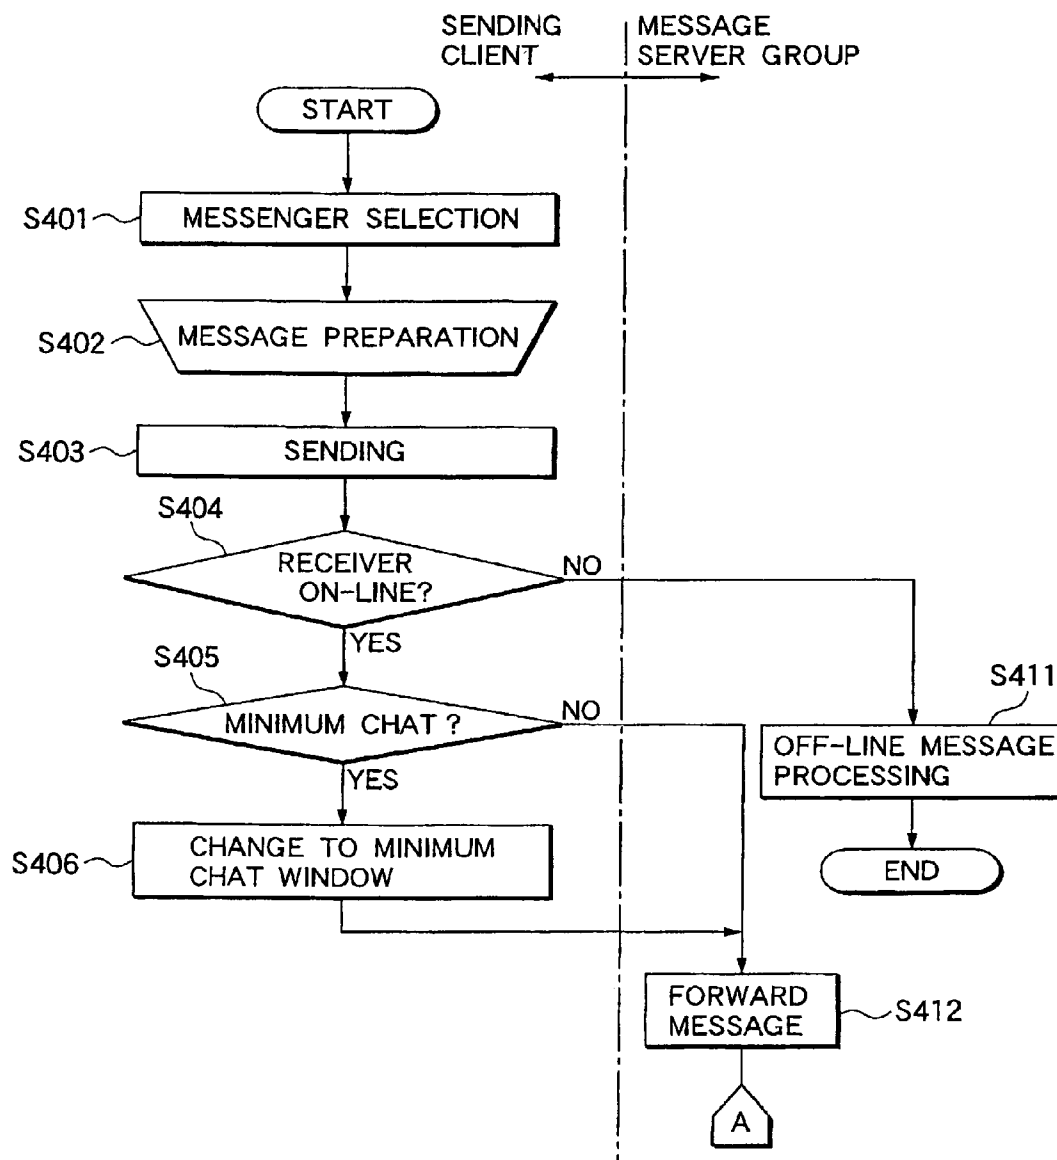 SENDING
CLIENT
MESSAGE
SERVER GROUP
START
S401
MESSENGER SELECTION
S402
MESSAGE PREPARATION
S403
SENDING
S404
RECEIVER
ON-LINE?
NO
YES
S405
MINIMUM CHAT ?
NO
YES
S411
OFF-LINE MESSAGE
PROCESSING
S406
CHANGE TO MINIMUM
CHAT WINDOW
END
FORWARD
MESSAGE
S412
A